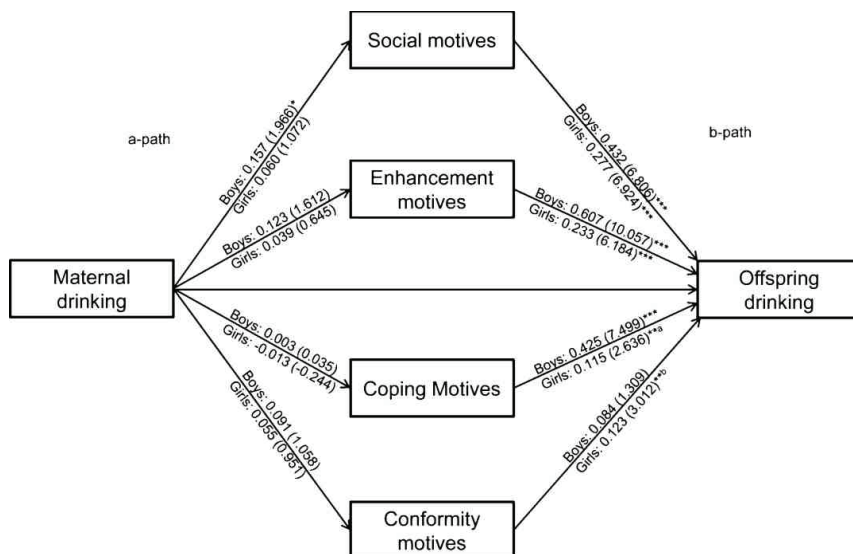 Social motives
a-path
b-path
Boys: 0.157 (1.966)*
Girls: 0.060 (1.072)
Boys: 0.432 (6.806)***
Girls: 0.277 (6.924)***
Enhancement
motives
Boys: 0.123 (1.612)
Girls: 0.039 (0.645)
Boys: 0.607 (10.057)***
Girls: 0.233 (6.184)***
Maternal
drinking
Offspring
drinking
Boys: 0.003 (0.035)
Girls: -0.013 (-0.244)
Boys: 0.425 (7.499)***
Girls: 0.115 (2.636)**a
Coping Motives
Boys: 0.091 (1.058)
Girls: 0.055 (0.951)
Boys: 0.084 (1.309)
Girls: 0.123 (3.012)**b
Conformity
motives